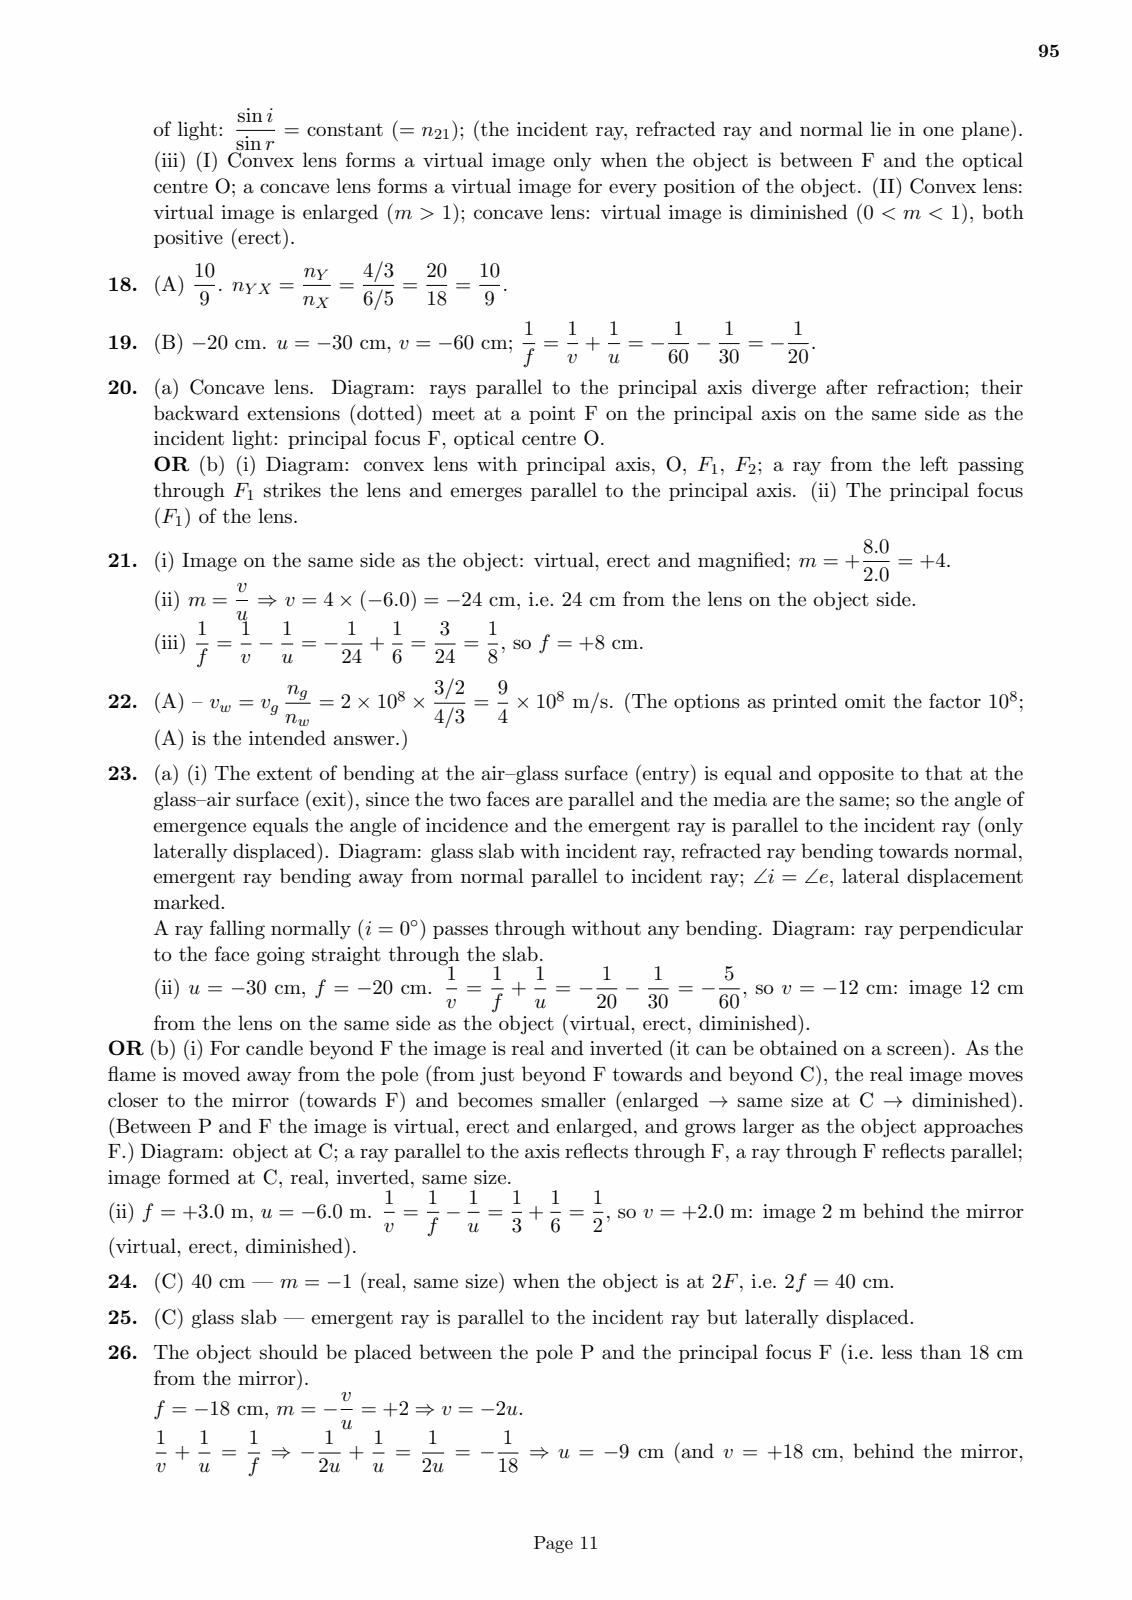 95
of light: sin i / sin r = constant (= n₂₁); (the incident ray, refracted ray and normal lie in one plane).
(iii) (I) Convex lens forms a virtual image only when the object is between F and the optical
centre O; a concave lens forms a virtual image for every position of the object. (II) Convex lens:
virtual image is enlarged (m > 1); concave lens: virtual image is diminished (0 < m < 1), both
positive (erect).
18. (A) 10/9. n_YX = n_Y/n_X = (4/3)/(6/5) = 20/18 = 10/9.
19. (B) −20 cm. u = −30 cm, v = −60 cm; 1/f = 1/v + 1/u = −1/60 − 1/30 = −1/20.
20. (a) Concave lens. Diagram: rays parallel to the principal axis diverge after refraction; their
backward extensions (dotted) meet at a point F on the principal axis on the same side as the
incident light: principal focus F, optical centre O.
OR (b) (i) Diagram: convex lens with principal axis, O, F₁, F₂; a ray from the left passing
through F₁ strikes the lens and emerges parallel to the principal axis. (ii) The principal focus
(F₁) of the lens.
21. (i) Image on the same side as the object: virtual, erect and magnified; m = +8.0/2.0 = +4.
(ii) m = v/u ⇒ v = 4 × (−6.0) = −24 cm, i.e. 24 cm from the lens on the object side.
(iii) 1/f = 1/v − 1/u = −1/24 + 1/6 = 3/24 = 1/8, so f = +8 cm.
22. (A) – v_w = v_g n_g/n_w = 2 × 10⁸ × (3/2)/(4/3) = 9/4 × 10⁸ m/s. (The options as printed omit the factor 10⁸;
(A) is the intended answer.)
23. (a) (i) The extent of bending at the air–glass surface (entry) is equal and opposite to that at the
glass–air surface (exit), since the two faces are parallel and the media are the same; so the angle of
emergence equals the angle of incidence and the emergent ray is parallel to the incident ray (only
laterally displaced). Diagram: glass slab with incident ray, refracted ray bending towards normal,
emergent ray bending away from normal parallel to incident ray; ∠i = ∠e, lateral displacement
marked.
A ray falling normally (i = 0°) passes through without any bending. Diagram: ray perpendicular
to the face going straight through the slab.
(ii) u = −30 cm, f = −20 cm. 1/v = 1/f + 1/u = −1/20 − 1/30 = −5/60, so v = −12 cm: image 12 cm
from the lens on the same side as the object (virtual, erect, diminished).
OR (b) (i) For candle beyond F the image is real and inverted (it can be obtained on a screen). As the
flame is moved away from the pole (from just beyond F towards and beyond C), the real image moves
closer to the mirror (towards F) and becomes smaller (enlarged → same size at C → diminished).
(Between P and F the image is virtual, erect and enlarged, and grows larger as the object approaches
F.) Diagram: object at C; a ray parallel to the axis reflects through F, a ray through F reflects parallel;
image formed at C, real, inverted, same size.
(ii) f = +3.0 m, u = −6.0 m. 1/v = 1/f − 1/u = 1/3 + 1/6 = 1/2, so v = +2.0 m: image 2 m behind the mirror
(virtual, erect, diminished).
24. (C) 40 cm — m = −1 (real, same size) when the object is at 2F, i.e. 2f = 40 cm.
25. (C) glass slab — emergent ray is parallel to the incident ray but laterally displaced.
26. The object should be placed between the pole P and the principal focus F (i.e. less than 18 cm
from the mirror).
f = −18 cm, m = −v/u = +2 ⇒ v = −2u.
1/v + 1/u = 1/f ⇒ −1/2u + 1/u = 1/2u = −1/18 ⇒ u = −9 cm (and v = +18 cm, behind the mirror,
Page 11